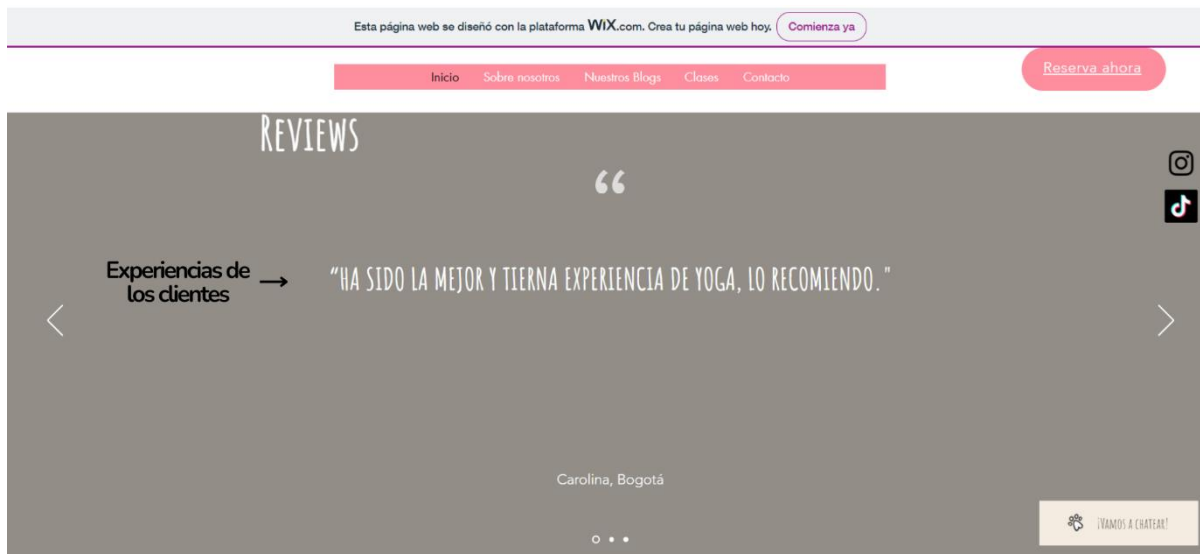 Esta página web se diseñó con la plataforma WiX.com. Crea tu página web hoy. Comienza ya
Reserva ahora
Inicio Sobre nosotros Nuestros Blogs Clases Contacto
Reviews
“
Experiencias de
los clientes →
“HA SIDO LA MEJOR Y TIERNA EXPERIENCIA DE YOGA, LO RECOMIENDO."
Carolina, Bogotá
¡VAMOS A CHATEAR!